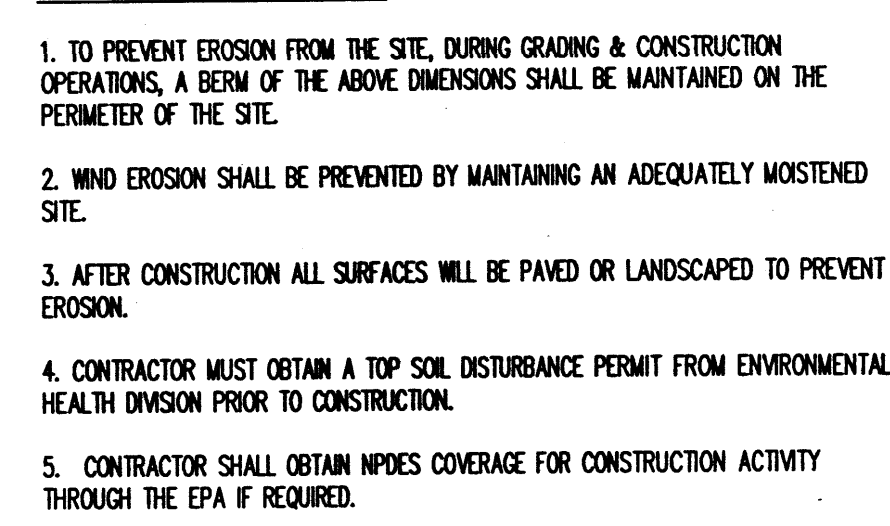 1. TO PREVENT EROSION FROM THE SITE, DURING GRADING & CONSTRUCTION
OPERATIONS, A BERM OF THE ABOVE DIMENSIONS SHALL BE MAINTAINED ON THE
PERIMETER OF THE SITE.
2. WIND EROSION SHALL BE PREVENTED BY MAINTAINING AN ADEQUATELY MOISTENED
SITE.
3. AFTER CONSTRUCTION ALL SURFACES WILL BE PAVED OR LANDSCAPED TO PREVENT
EROSION.
4. CONTRACTOR MUST OBTAIN A TOP SOIL DISTURBANCE PERMIT FROM ENVIRONMENTAL
HEALTH DIVISION PRIOR TO CONSTRUCTION.
5. CONTRACTOR SHALL OBTAIN NPDES COVERAGE FOR CONSTRUCTION ACTIVITY
THROUGH THE EPA IF REQUIRED.